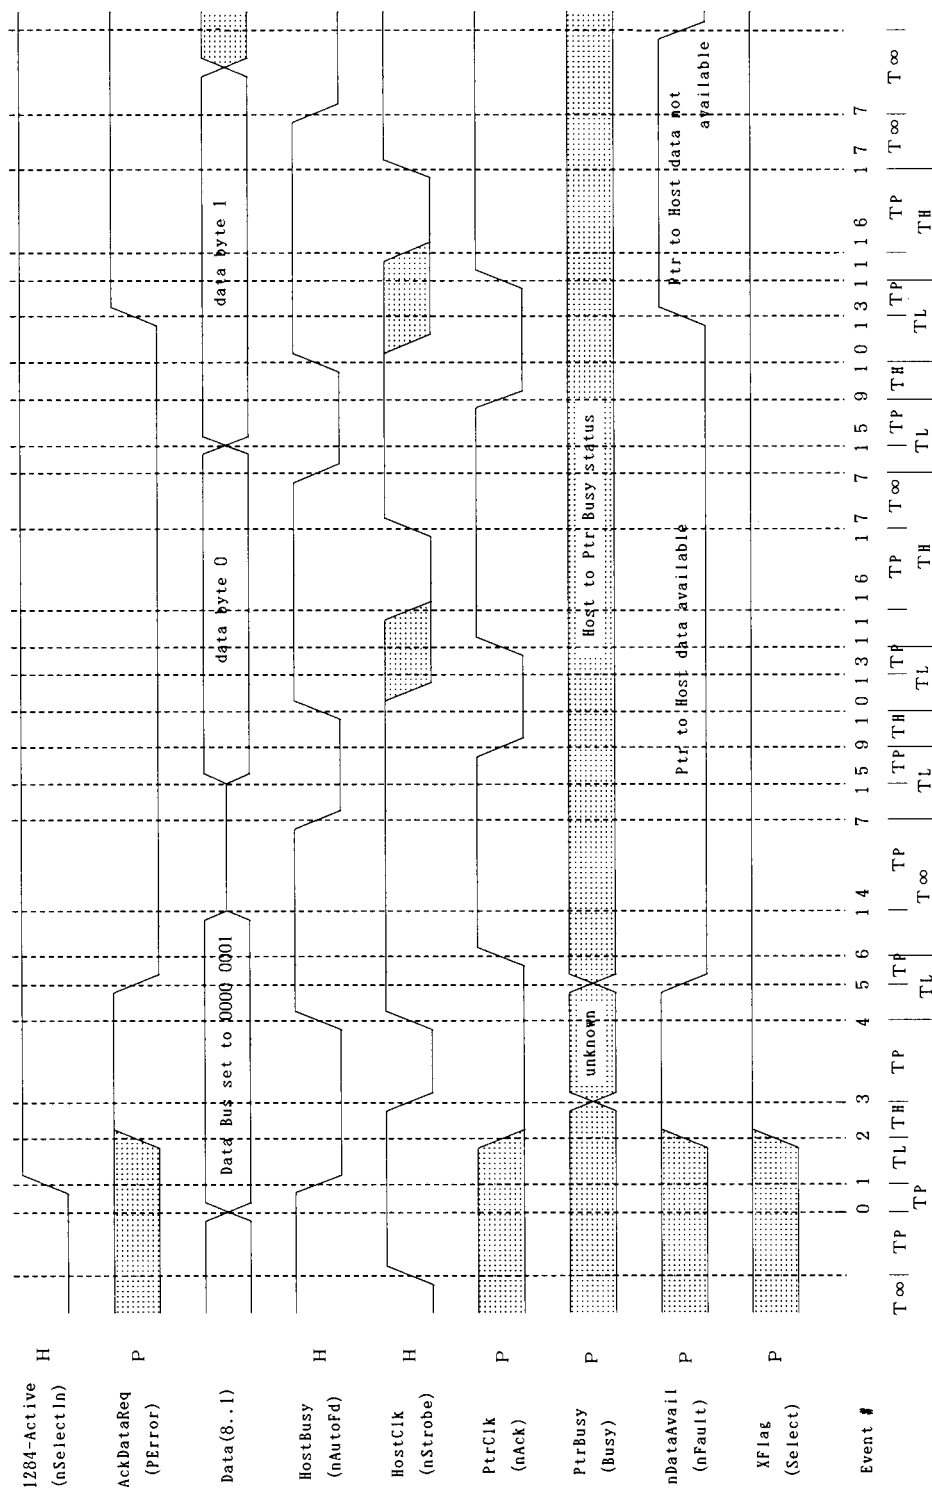 1284-Active
(nSelectIn)
H
AckDataReq
(PError)
P
Data(8..1)
Data Bus set to 0000 0001
data byte 0
data byte 1
HostBusy
(nAutoFd)
H
HostClk
(nStrobe)
H
PtrClk
(nAck)
P
PtrBusy
(Busy)
P
unknown
Host to Ptr Busy status
nDataAvail
(nFault)
P
Ptr to Host data available
Ptr to Host data not
available
XFlag
(Select)
P
Event # 0 1 2 3 4 5 6 14 7 15 9 10 13 11 16 17 7 15 9 10 13 11 16 17 7
T∞ TP TL TH TP TP TP TP TH TP TP T∞ TP TH TP TP T∞ T∞
TP TL T∞ TL TL TH TL TL TH